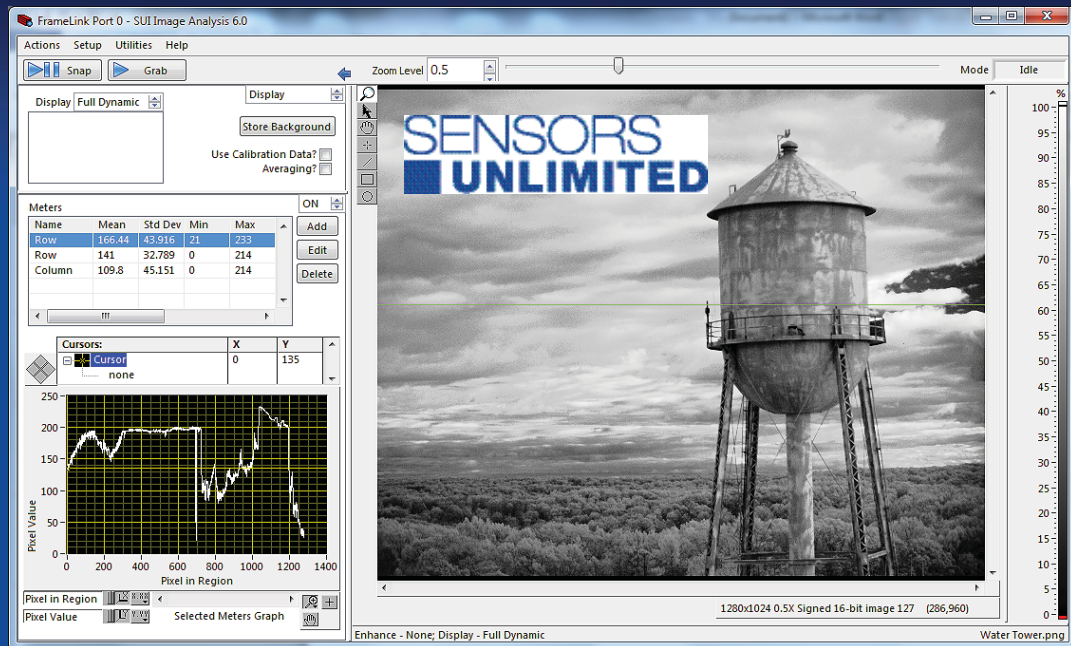 FrameLink Port 0 - SUI Image Analysis 6.0
Actions Setup Utilities Help
Snap Grab Zoom Level 0.5 Mode Idle
Display Full Dynamic Display
Store Background
Use Calibration Data?
Averaging?
SENSORS
UNLIMITED
Meters ON
Name Mean Std Dev Min Max
Row 166.44 43.916 21 233
Row 141 32.789 0 214
Column 109.8 45.151 0 214
Add
Edit
Delete
Cursors: X Y
Cursor 0 135
none
250
200
150
100
50
0
Pixel Value
0 200 400 600 800 1000 1200 1400
Pixel in Region
Pixel in Region
Pixel Value Selected Meters Graph
%
100
95
90
85
80
75
70
65
60
55
50
45
40
35
30
25
20
15
10
5
0
1280x1024 0.5X Signed 16-bit image 127 (286,960)
Enhance - None; Display - Full Dynamic Water Tower.png